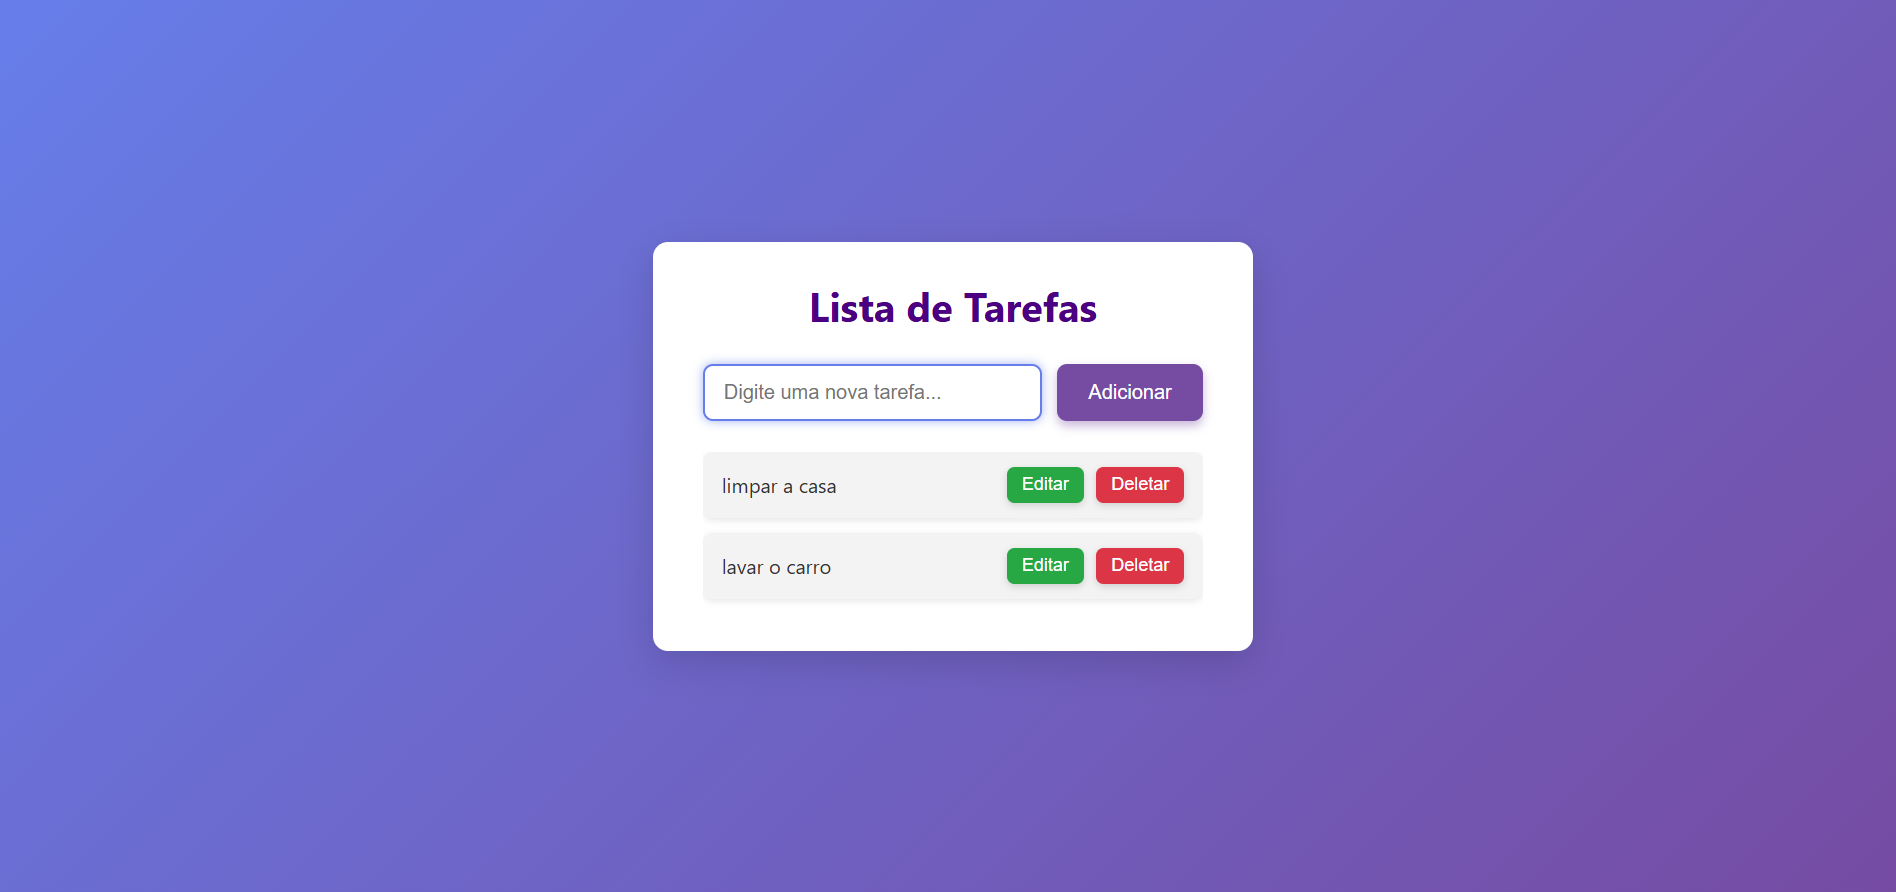 Lista de Tarefas
Digite uma nova tarefa... Adicionar
limpar a casa Editar Deletar
lavar o carro Editar Deletar